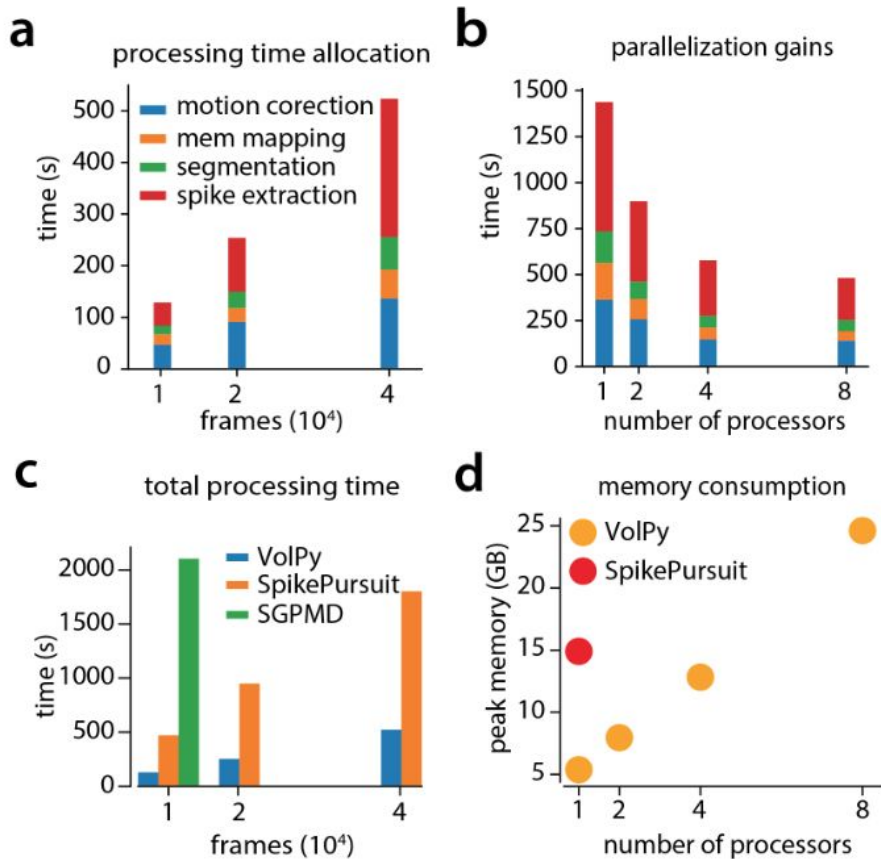 a
processing time allocation
500
400
300
200
100
0
time (s)
motion corection
mem mapping
segmentation
spike extraction
1
2
4
frames (10⁴)
b
parallelization gains
1500
1250
1000
750
500
250
0
time (s)
1
2
4
8
number of processors
c
total processing time
2000
1500
1000
500
0
time (s)
VolPy
SpikePursuit
SGPMD
1
2
4
frames (10⁴)
d
memory consumption
25
20
15
10
5
peak memory (GB)
VolPy
SpikePursuit
1
2
4
8
number of processors